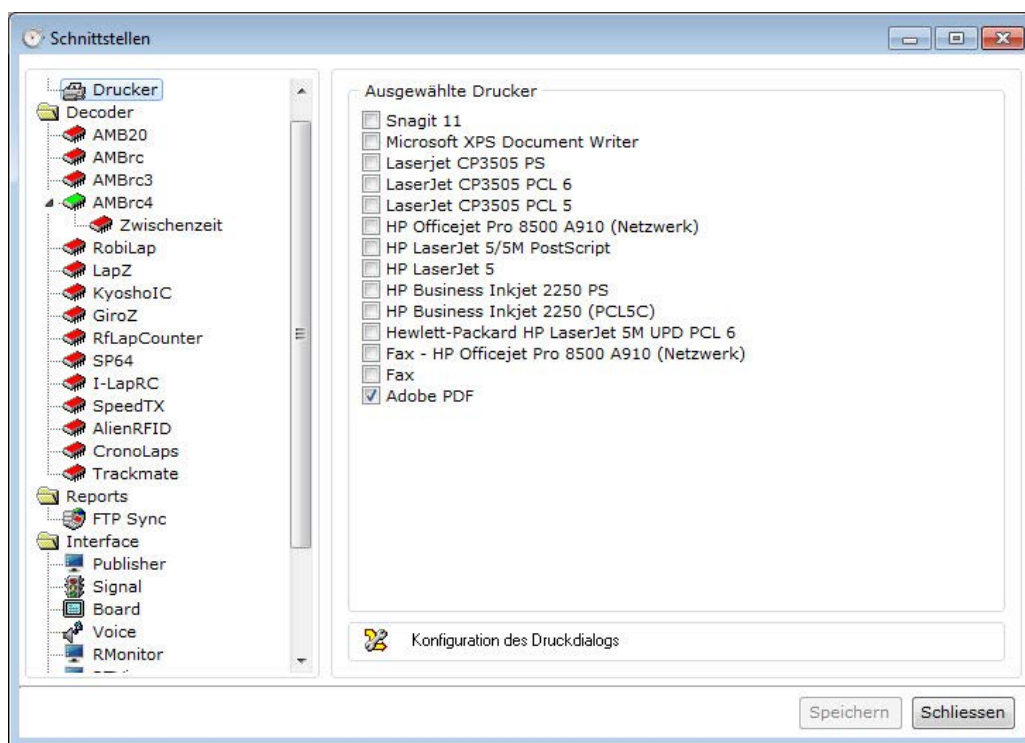 Schnittstellen
Drucker
Decoder
AMB20
AMBrc
AMBrc3
AMBrc4
Zwischenzeit
RobiLap
LapZ
KyoshoIC
GiroZ
RfLapCounter
SP64
I-LapRC
SpeedTX
AlienRFID
CronoLaps
Trackmate
Reports
FTP Sync
Interface
Publisher
Signal
Board
Voice
RMonitor
Ausgewählte Drucker
Snagit 11
Microsoft XPS Document Writer
Laserjet CP3505 PS
LaserJet CP3505 PCL 6
LaserJet CP3505 PCL 5
HP Officejet Pro 8500 A910 (Netzwerk)
HP LaserJet 5/5M PostScript
HP LaserJet 5
HP Business Inkjet 2250 PS
HP Business Inkjet 2250 (PCL5C)
Hewlett-Packard HP LaserJet 5M UPD PCL 6
Fax - HP Officejet Pro 8500 A910 (Netzwerk)
Fax
Adobe PDF
Konfiguration des Druckdialogs
Speichern
Schliessen